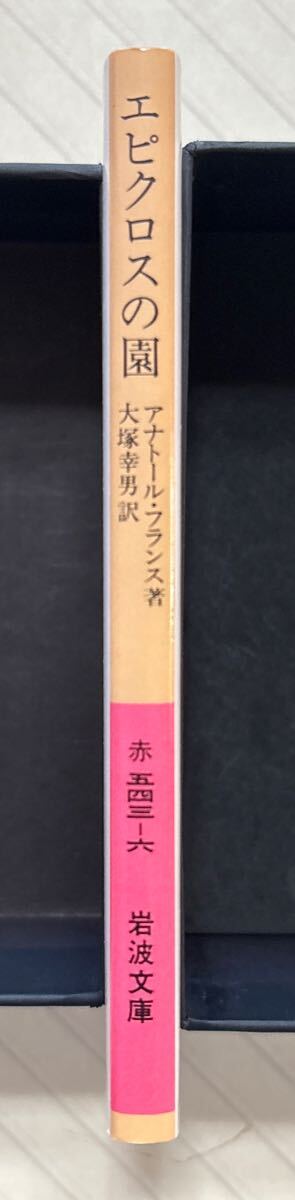 エピクロスの園
アナトール・フランス著
大塚幸男訳
赤 五四三-六
岩波文庫